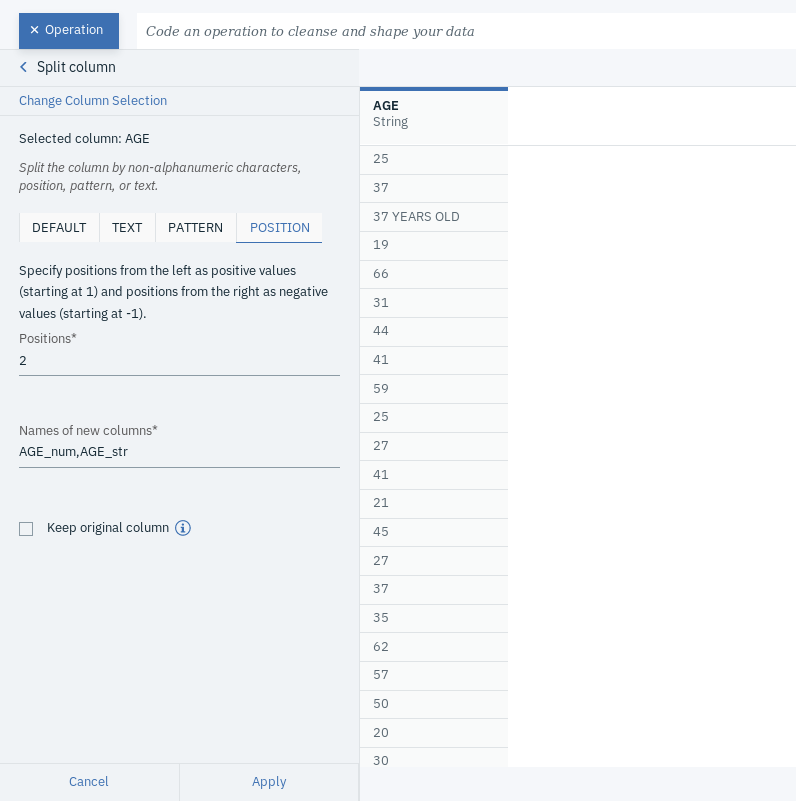 × Operation
Code an operation to cleanse and shape your data
Split column
Change Column Selection
Selected column: AGE
Split the column by non-alphanumeric characters,
position, pattern, or text.
DEFAULT TEXT PATTERN POSITION
Specify positions from the left as positive values
(starting at 1) and positions from the right as negative
values (starting at -1).
Positions*
2
Names of new columns*
AGE_num,AGE_str
Keep original column
Cancel Apply
AGE
String
25
37
37 YEARS OLD
19
66
31
44
41
59
25
27
41
21
45
27
37
35
62
57
50
20
30